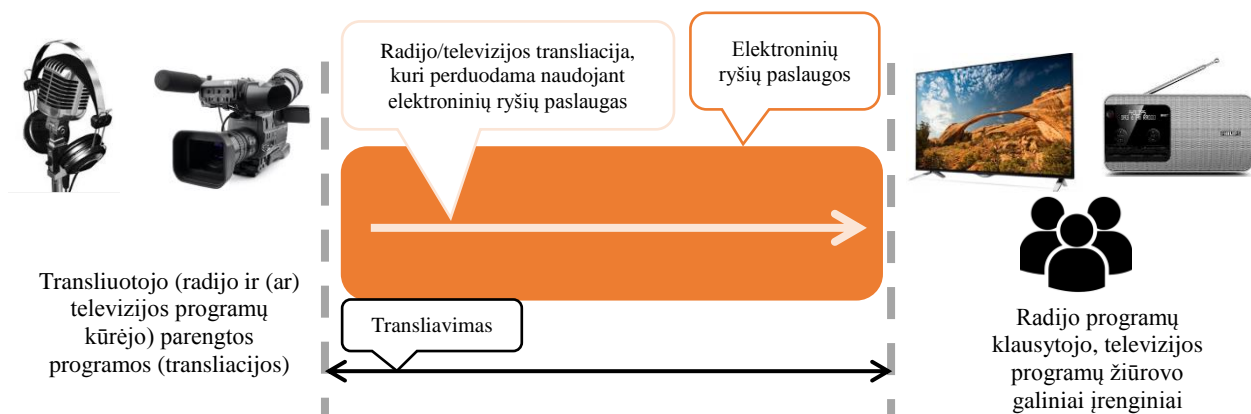 Radijo/televizijos transliacija,
kuri perduodama naudojant
elektroninių ryšių paslaugas
Elektroninių
ryšių paslaugos
Transliuotojo (radijo ir (ar)
televizijos programų
kūrėjo) parengtos
programos (transliacijos)
Transliavimas
Radijo programų
klausytojo, televizijos
programų žiūrovo
galiniai įrenginiai